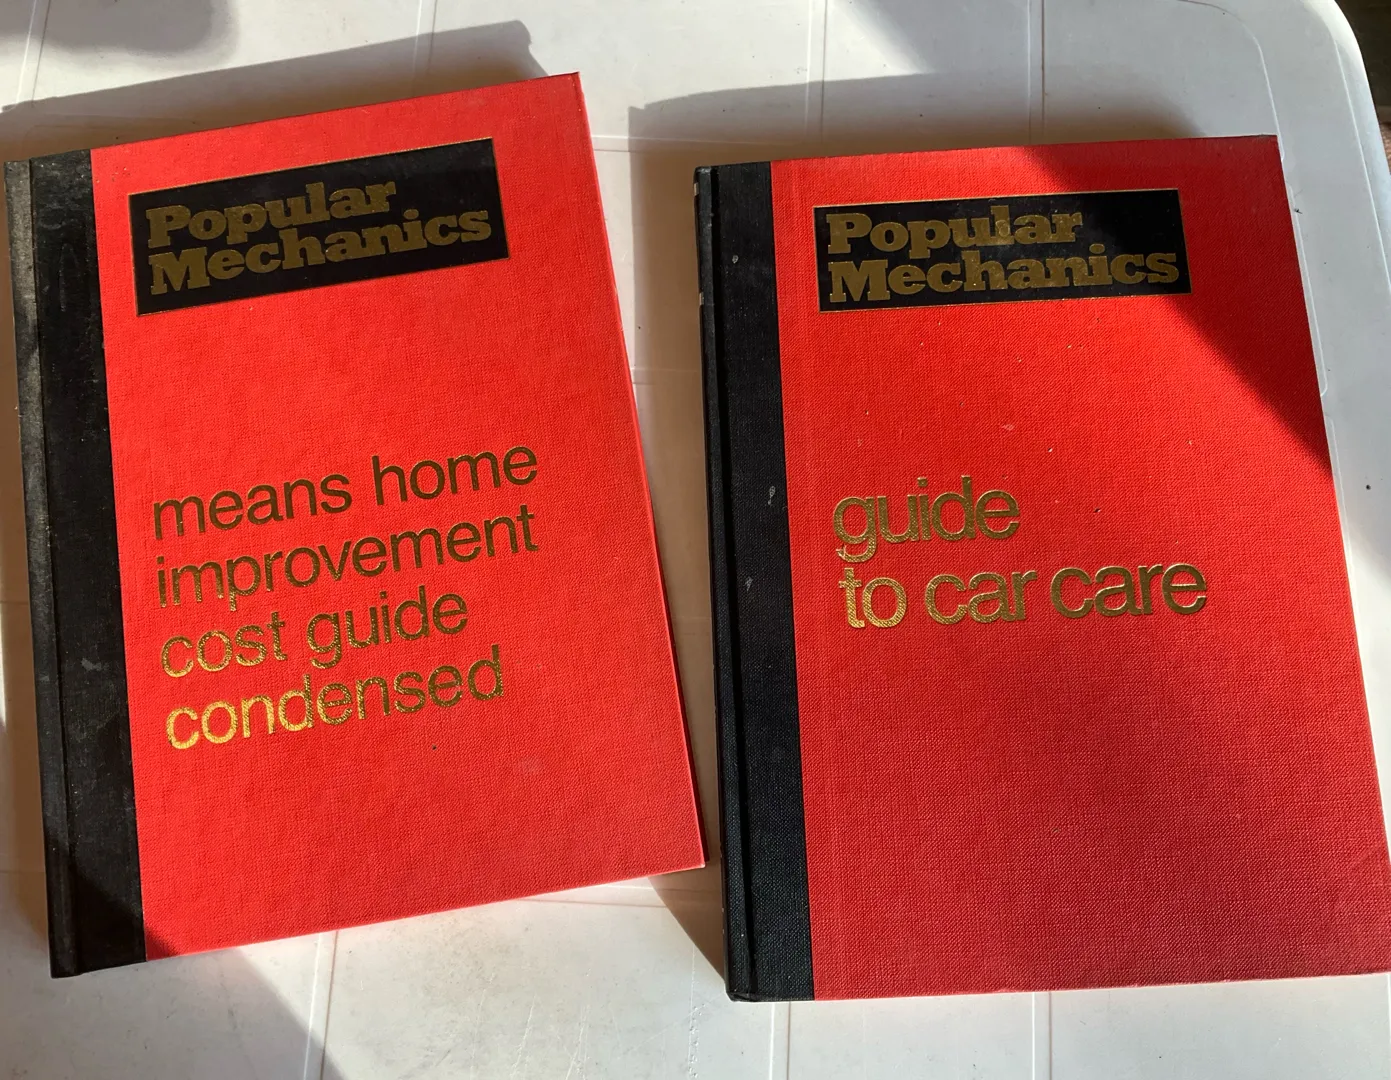 Popular
Mechanics
means home
improvement
cost guide
condensed
Popular
Mechanics
guide
to car care